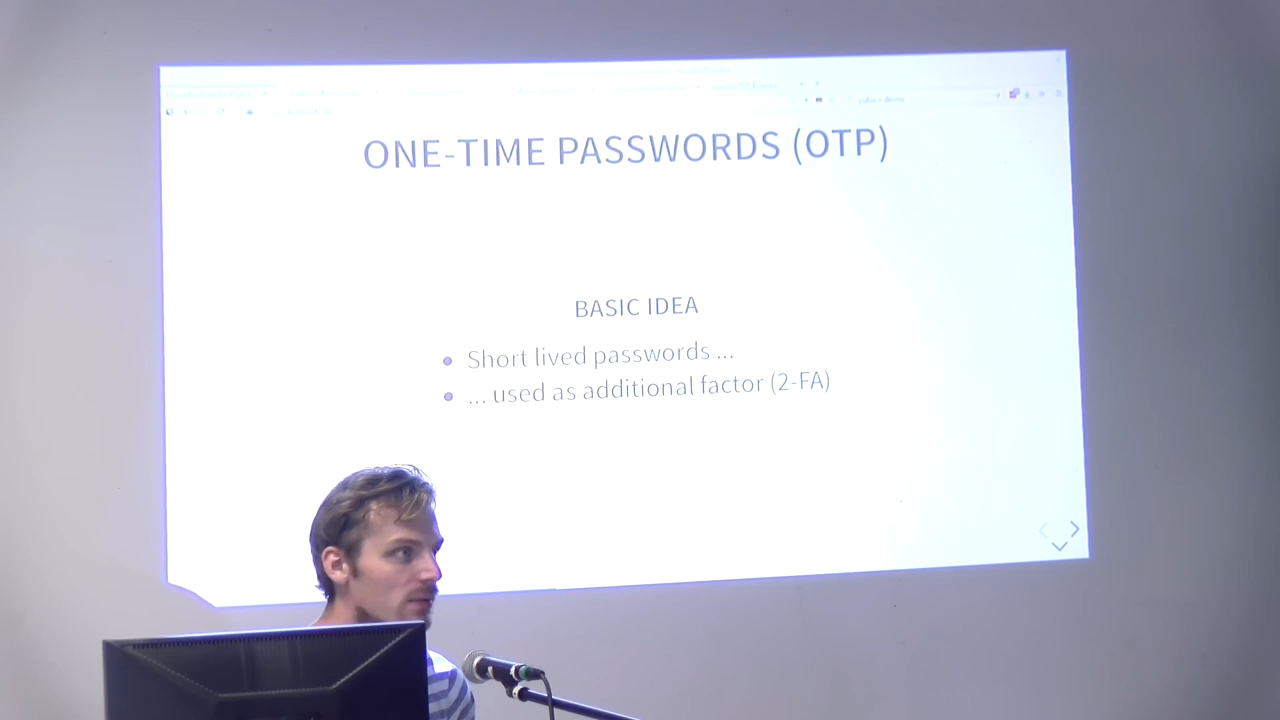 ONE-TIME PASSWORDS (OTP)
BASIC IDEA
Short lived passwords ...
... used as additional factor (2-FA)